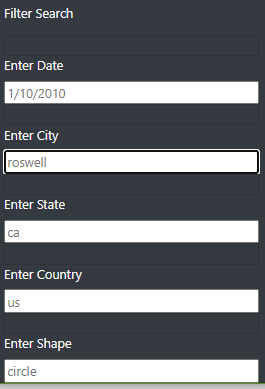 Filter Search
Enter Date
1/10/2010
Enter City
roswell
Enter State
ca
Enter Country
us
Enter Shape
circle